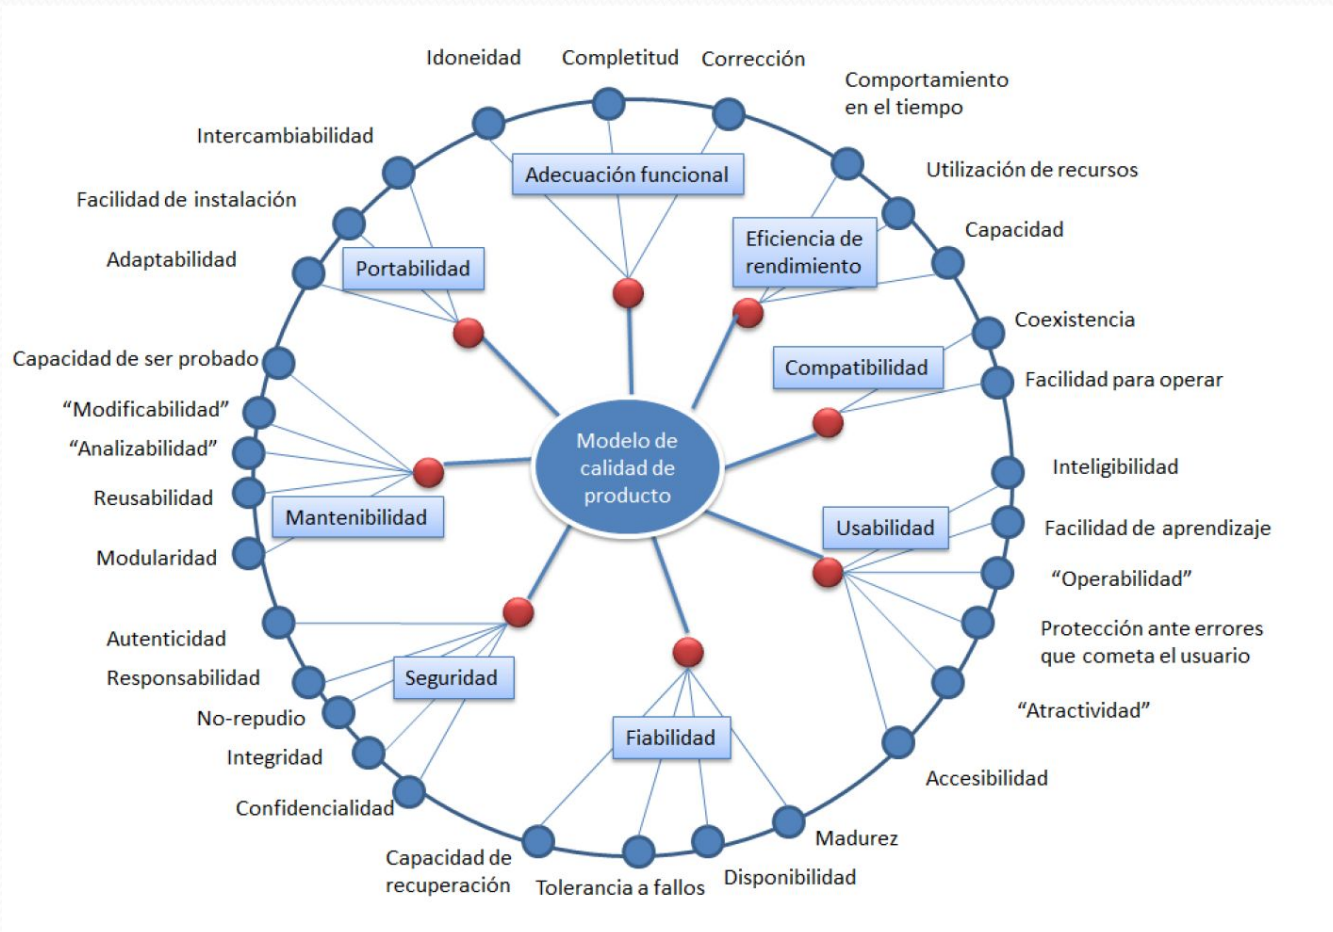 Idoneidad
Completitud
Corrección
Comportamiento
en el tiempo
Intercambiabilidad
Adecuación funcional
Utilización de recursos
Facilidad de instalación
Eficiencia de
rendimiento
Capacidad
Adaptabilidad
Portabilidad
Coexistencia
Capacidad de ser probado
Compatibilidad
Facilidad para operar
“Modificabilidad”
“Analizabilidad”
Modelo de
calidad de
producto
Inteligibilidad
Reusabilidad
Mantenibilidad
Usabilidad
Facilidad de aprendizaje
Modularidad
“Operabilidad”
Autenticidad
Protección ante errores
que cometa el usuario
Responsabilidad
Seguridad
No-repudio
“Atractividad”
Integridad
Fiabilidad
Accesibilidad
Confidencialidad
Madurez
Capacidad de
recuperación
Tolerancia a fallos
Disponibilidad